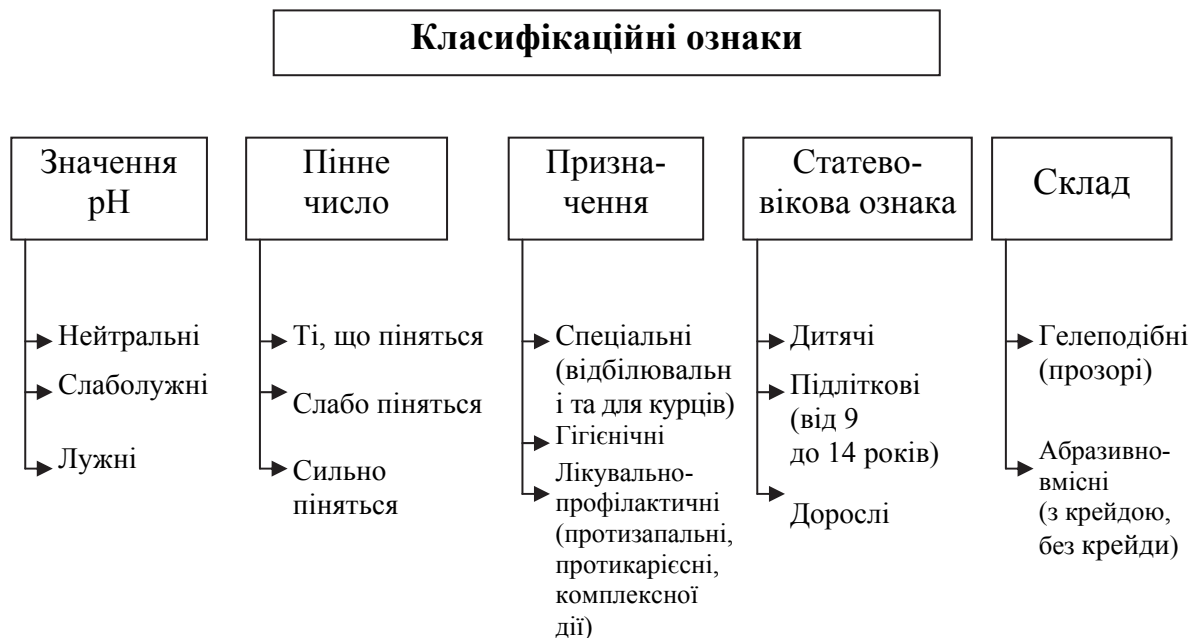 Класифікаційні ознаки
Значення
рН
Нейтральні
Слаболужні
Лужні
Пінне
число
Ті, що піняться
Слабо піняться
Сильно
піняться
Призна-
чення
Спеціальні
(відбілювальн
і та для курців)
Гігієнічні
Лікувально-
профілактичні
(протизапальні,
протикарієсні,
комплексної
дії)
Статево-
вікова ознака
Дитячі
Підліткові
(від 9
до 14 років)
Дорослі
Склад
Гелеподібні
(прозорі)
Абразивно-
вмісні
(з крейдою,
без крейди)